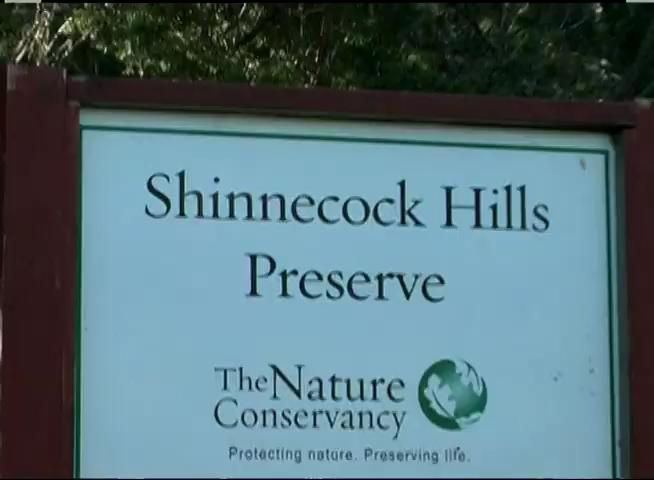 Shinnecock Hills
Preserve
The Nature
Conservancy
Protecting nature. Preserving life.